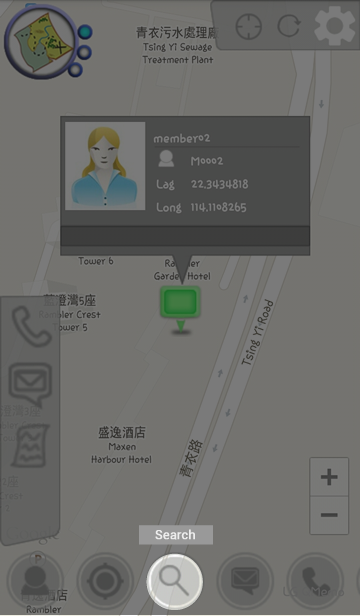 青衣污水處理廠
Tsing Yi Sewage
Treatment Plant
member02
M0002
Lag 22.3434818
Long 114.1108265
Tower 6
Rambler
Garden Hotel
藍澄灣5座
Rambler Crest
Tower 5
Tsing Yi Road
盛逸酒店
Maxen
Harbour Hotel
青衣路
+
−
Search
P
酒店
Rambler